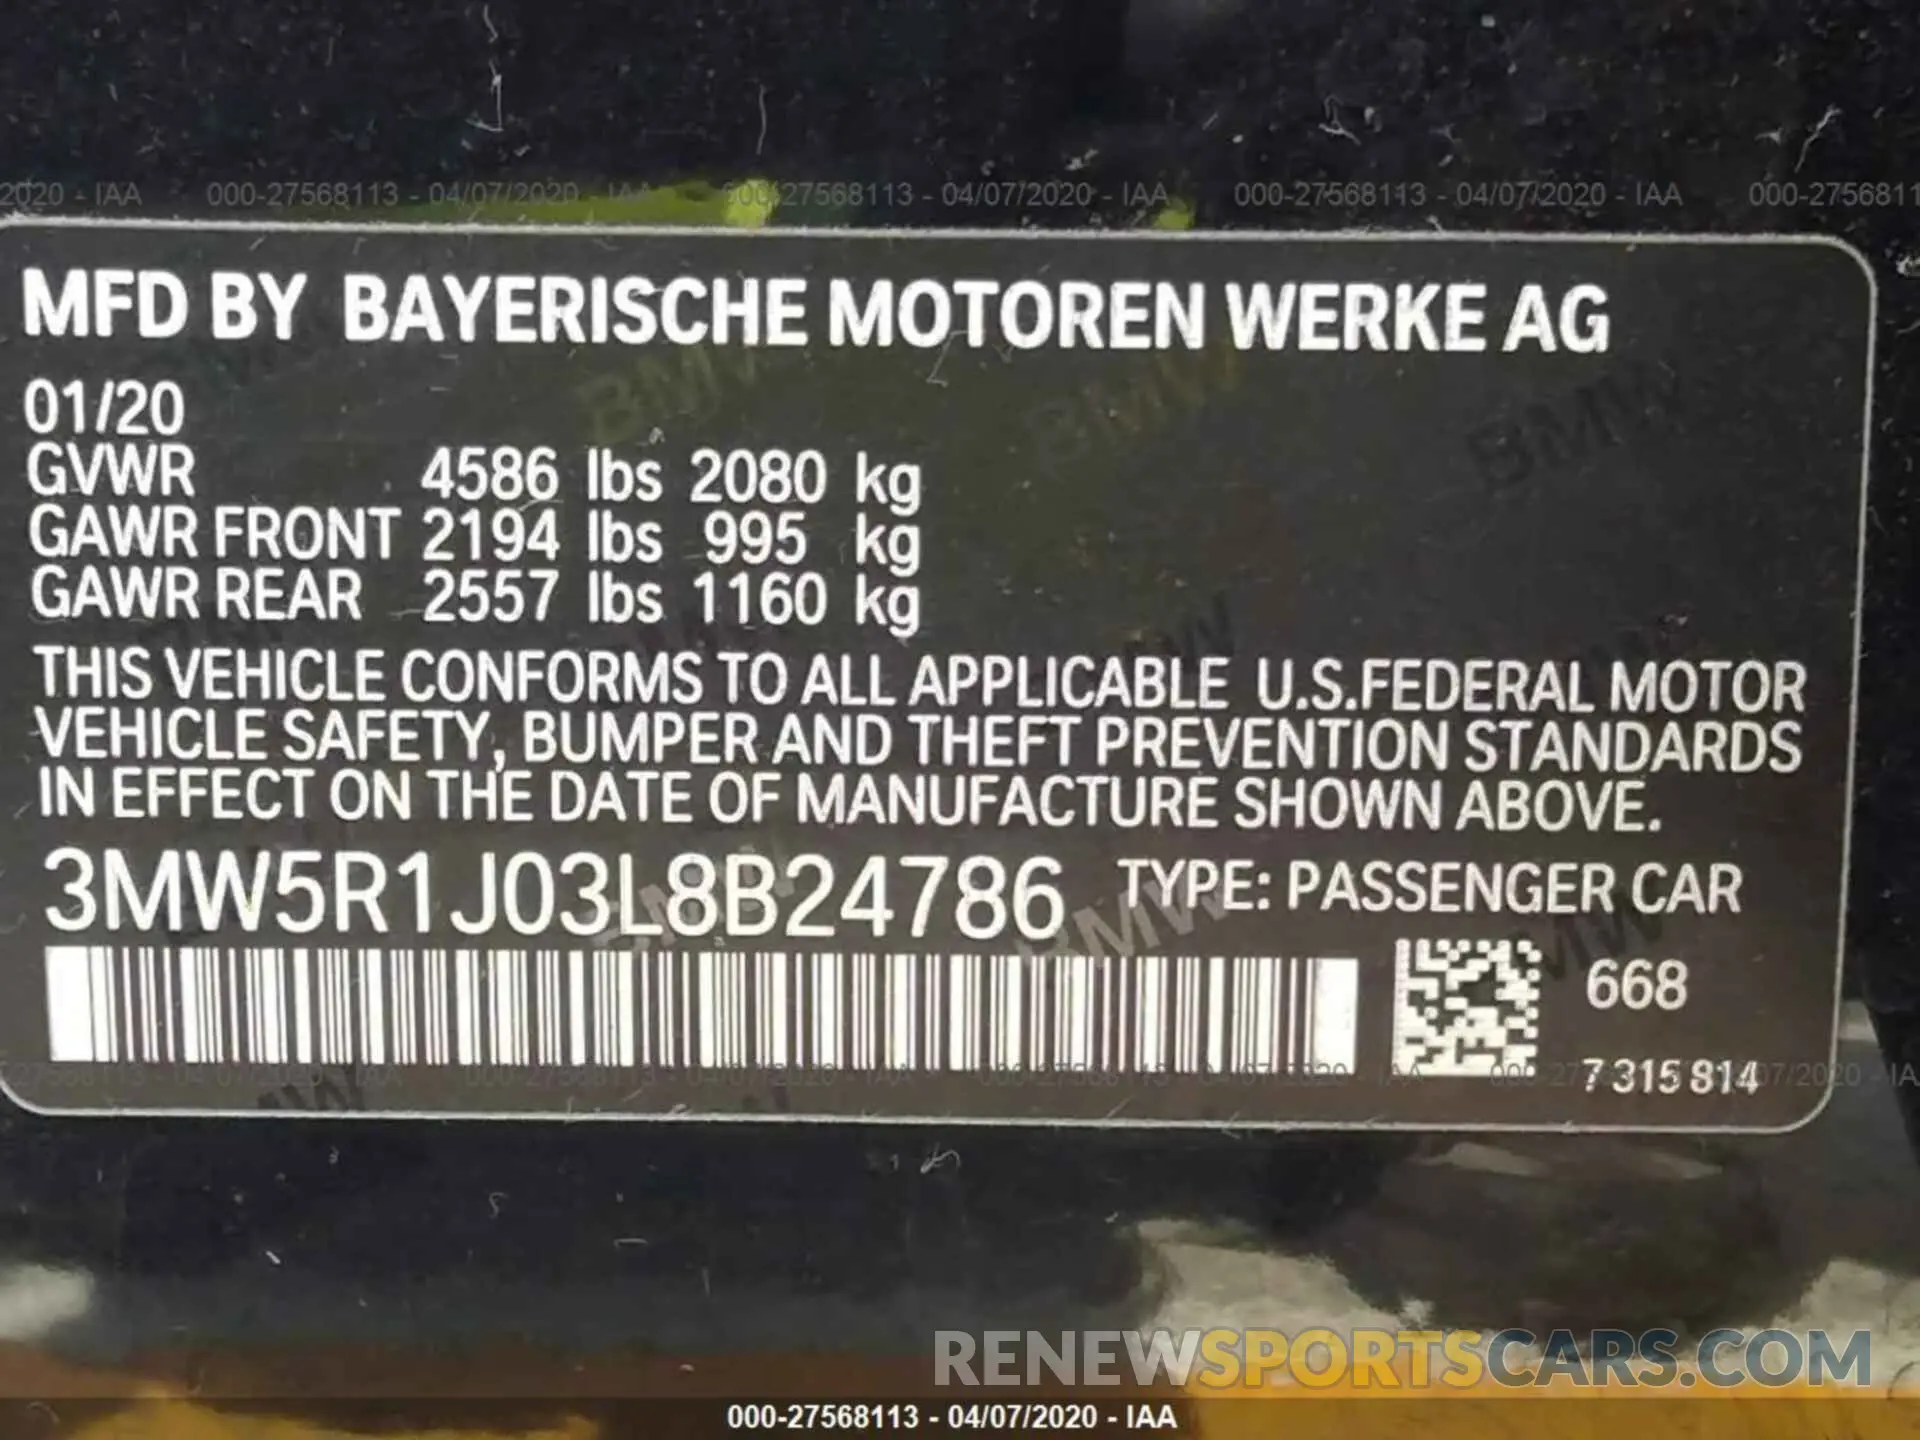 2020 - IAA 000-27568113 - 04/07/2020 - IAA 000-27568113 - 04/07/2020 - IAA 000-27568113 - 04/07/2020 - IAA 000-2756811
MFD BY BAYERISCHE MOTOREN WERKE AG
01/20
GVWR 4586 lbs 2080 kg
GAWR FRONT 2194 lbs 995 kg
GAWR REAR 2557 lbs 1160 kg
THIS VEHICLE CONFORMS TO ALL APPLICABLE U.S.FEDERAL MOTOR
VEHICLE SAFETY, BUMPER AND THEFT PREVENTION STANDARDS
IN EFFECT ON THE DATE OF MANUFACTURE SHOWN ABOVE.
3MW5R1J03L8B24786 TYPE: PASSENGER CAR
668
7 315 814
RENEWSPORTSCARS.COM
000-27568113 - 04/07/2020 - IAA